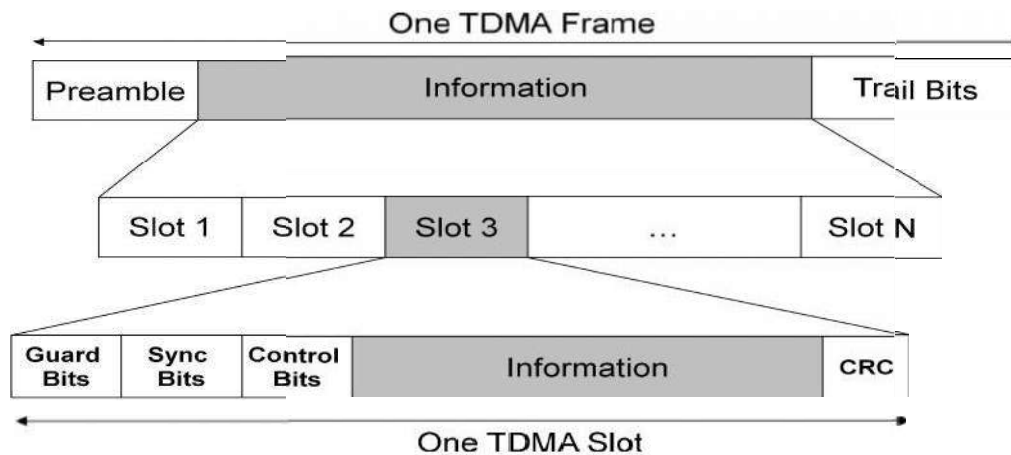 One TDMA Frame
Preamble Information Trail Bits
Slot 1 Slot 2 Slot 3 ... Slot N
Guard Bits Sync Bits Control Bits Information CRC
One TDMA Slot